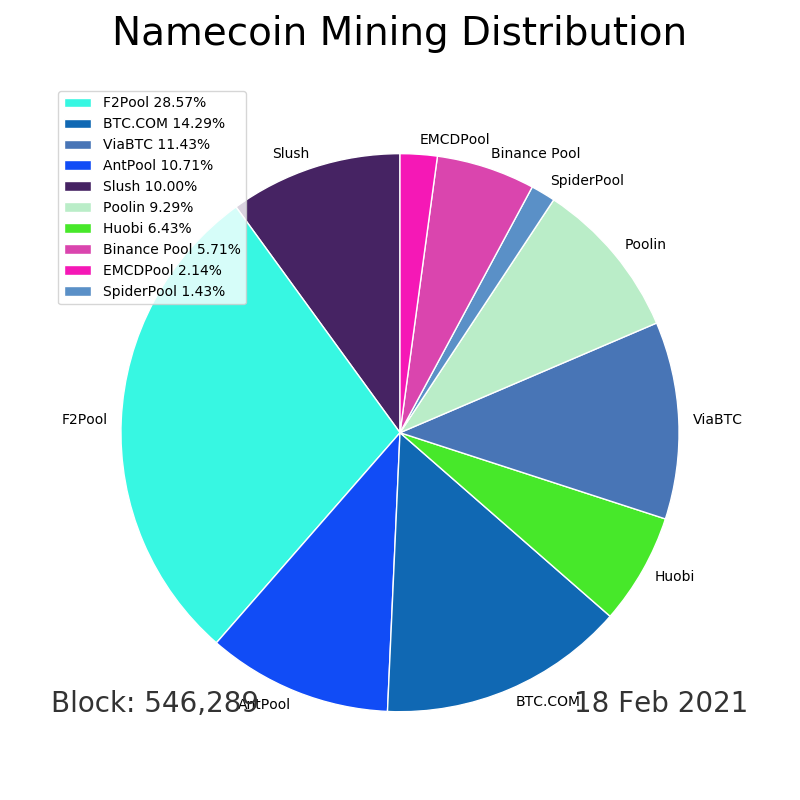 Namecoin Mining Distribution
F2Pool 28.57%
BTC.COM 14.29%
ViaBTC 11.43%
AntPool 10.71%
Slush 10.00%
Poolin 9.29%
Huobi 6.43%
Binance Pool 5.71%
EMCDPool 2.14%
SpiderPool 1.43%
Slush
EMCDPool
Binance Pool
SpiderPool
Poolin
F2Pool
ViaBTC
Huobi
AntPool
BTC.COM
Block: 546,289
18 Feb 2021